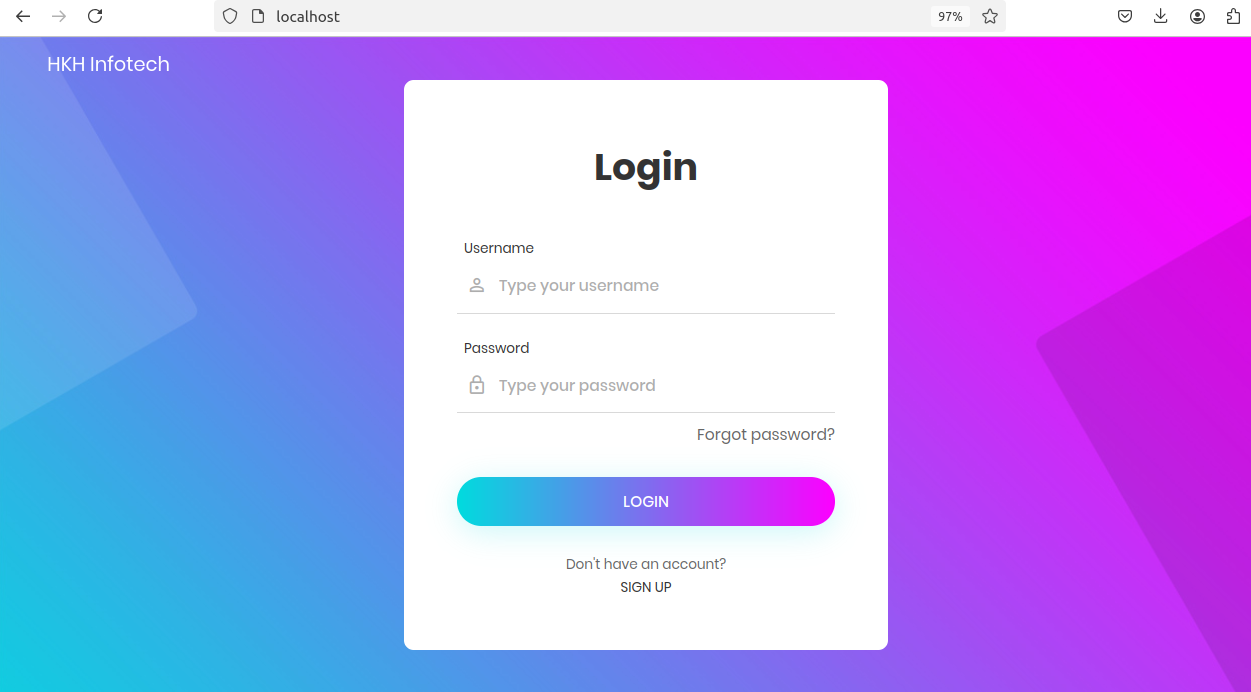 localhost
97%
HKH Infotech
Login
Username
Type your username
Password
Type your password
Forgot password?
LOGIN
Don't have an account?
SIGN UP